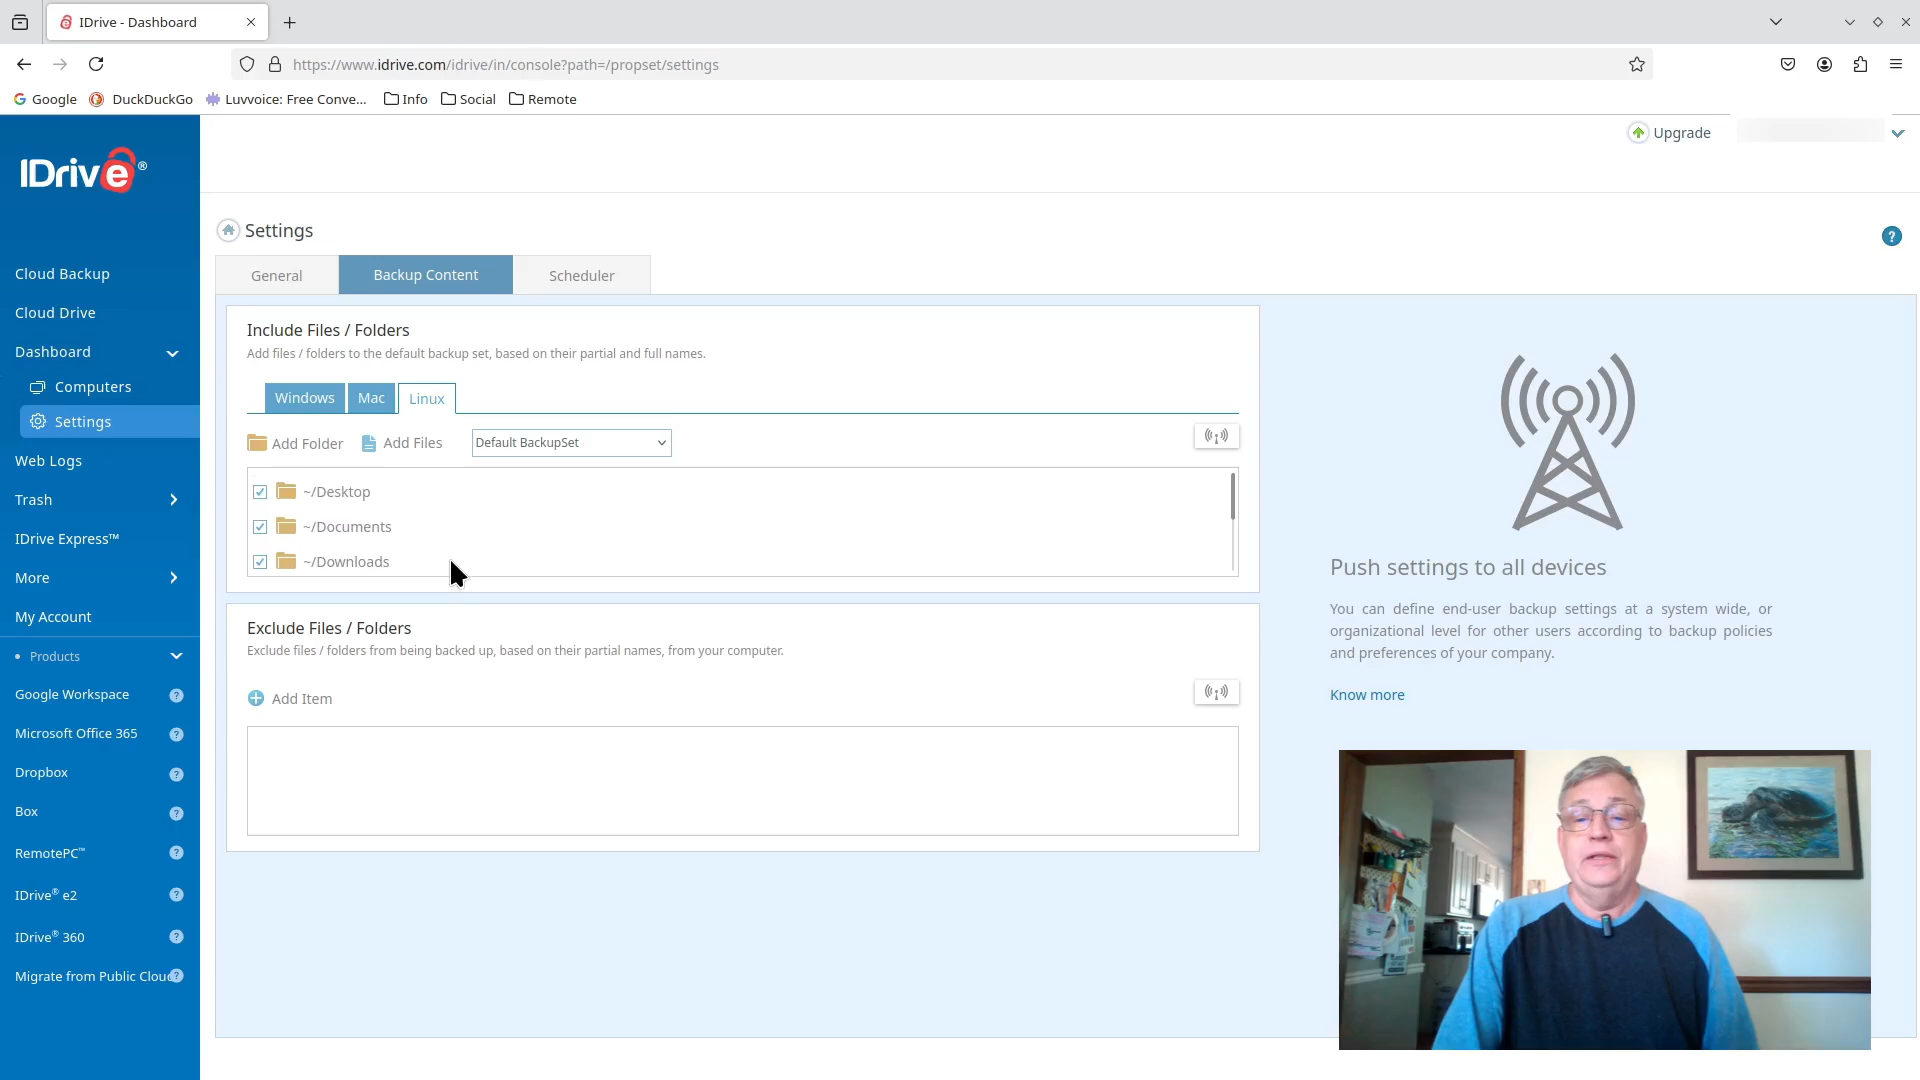 IDrive - Dashboard
https://www.idrive.com/idrive/in/console?path=/propset/settings
Google
DuckDuckGo
Luvvoice: Free Conve...
Info
Social
Remote
IDrive®
Upgrade
Cloud Backup
Cloud Drive
Dashboard
Computers
Settings
Web Logs
Trash
IDrive Express™
More
My Account
• Products
Google Workspace ?
Microsoft Office 365 ?
Dropbox ?
Box ?
RemotePC™ ?
IDrive® e2 ?
IDrive® 360 ?
Migrate from Public Cloud ?
Settings
?
General
Backup Content
Scheduler
Include Files / Folders
Add files / folders to the default backup set, based on their partial and full names.
Windows
Mac
Linux
Add Folder
Add Files
Default BackupSet
~/Desktop
~/Documents
~/Downloads
Exclude Files / Folders
Exclude files / folders from being backed up, based on their partial names, from your computer.
Add Item
Push settings to all devices
You can define end-user backup settings at a system wide, or
organizational level for other users according to backup policies
and preferences of your company.
Know more